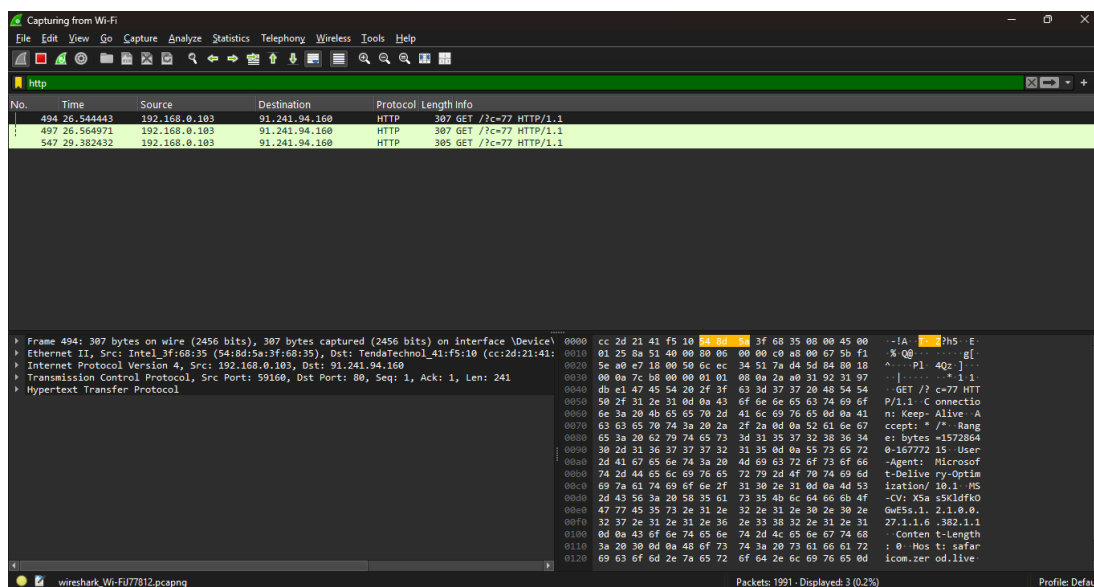 Capturing from Wi-Fi
File Edit View Go Capture Analyze Statistics Telephony Wireless Tools Help
http
No. Time Source Destination Protocol Length Info
494 26.544443 192.168.0.103 91.241.94.160 HTTP 307 GET /?c=77 HTTP/1.1
497 26.564971 192.168.0.103 91.241.94.160 HTTP 307 GET /?c=77 HTTP/1.1
547 29.382432 192.168.0.103 91.241.94.160 HTTP 305 GET /?c=77 HTTP/1.1
Frame 494: 307 bytes on wire (2456 bits), 307 bytes captured (2456 bits) on interface \Device\
Ethernet II, Src: Intel_3f:68:35 (54:8d:5a:3f:68:35), Dst: TendaTechnol_41:f5:10 (cc:2d:21:41:
Internet Protocol Version 4, Src: 192.168.0.103, Dst: 91.241.94.160
Transmission Control Protocol, Src Port: 59160, Dst Port: 80, Seq: 1, Ack: 1, Len: 241
Hypertext Transfer Protocol
0000 cc 2d 21 41 f5 10 54 8d 5a 3f 68 35 08 00 45 00 ·-!A··T· Z?h5··E·
0010 01 25 8a 51 40 00 80 06 00 00 c0 a8 00 67 5b f1 ·%·Q@··· ·····g[·
0020 5e a0 e7 18 00 50 6c ec 34 51 7a d4 5d 84 80 18 ^····Pl· 4Qz·]···
0030 00 0a 7c b8 00 00 01 01 08 0a 2a a0 31 92 31 97 ··|····· ··*·1·1·
0040 db e1 47 45 54 20 2f 3f 63 3d 37 37 20 48 54 54 ··GET /? c=77 HTT
0050 50 2f 31 2e 31 0d 0a 43 6f 6e 6e 65 63 74 69 6f P/1.1··C onnectio
0060 6e 3a 20 4b 65 65 70 2d 41 6c 69 76 65 0d 0a 41 n: Keep- Alive··A
0070 63 63 65 70 74 3a 20 2a 2f 2a 0d 0a 52 61 6e 67 ccept: * /*··Rang
0080 65 3a 20 62 79 74 65 73 3d 31 35 37 32 38 36 34 e: bytes =1572864
0090 30 2d 31 36 37 37 37 32 31 35 0d 0a 55 73 65 72 0-167772 15··User
00a0 2d 41 67 65 6e 74 3a 20 4d 69 63 72 6f 73 6f 66 -Agent: Microsof
00b0 74 2d 44 65 6c 69 76 65 72 79 2d 4f 70 74 69 6d t-Delive ry-Optim
00c0 69 7a 61 74 69 6f 6e 2f 31 30 2e 31 0d 0a 4d 53 ization/ 10.1··MS
00d0 2d 43 56 3a 20 58 35 61 73 35 4b 6c 64 66 6b 4f -CV: X5a s5KldfkO
00e0 47 77 45 35 73 2e 31 2e 32 2e 31 2e 30 2e 30 2e GwE5s.1. 2.1.0.0.
00f0 32 37 2e 31 2e 31 2e 36 2e 33 38 32 2e 31 2e 31 27.1.1.6 .382.1.1
0100 0d 0a 43 6f 6e 74 65 6e 74 2d 4c 65 6e 67 74 68 ··Conten t-Length
0110 3a 20 30 0d 0a 48 6f 73 74 3a 20 73 61 66 61 72 : 0··Hos t: safar
0120 69 63 6f 6d 2e 7a 65 72 6f 64 2e 6c 69 76 65 0d icom.zer od.live·
wireshark_Wi-FiJ77812.pcapng Packets: 1991 · Displayed: 3 (0.2%) Profile: Defau